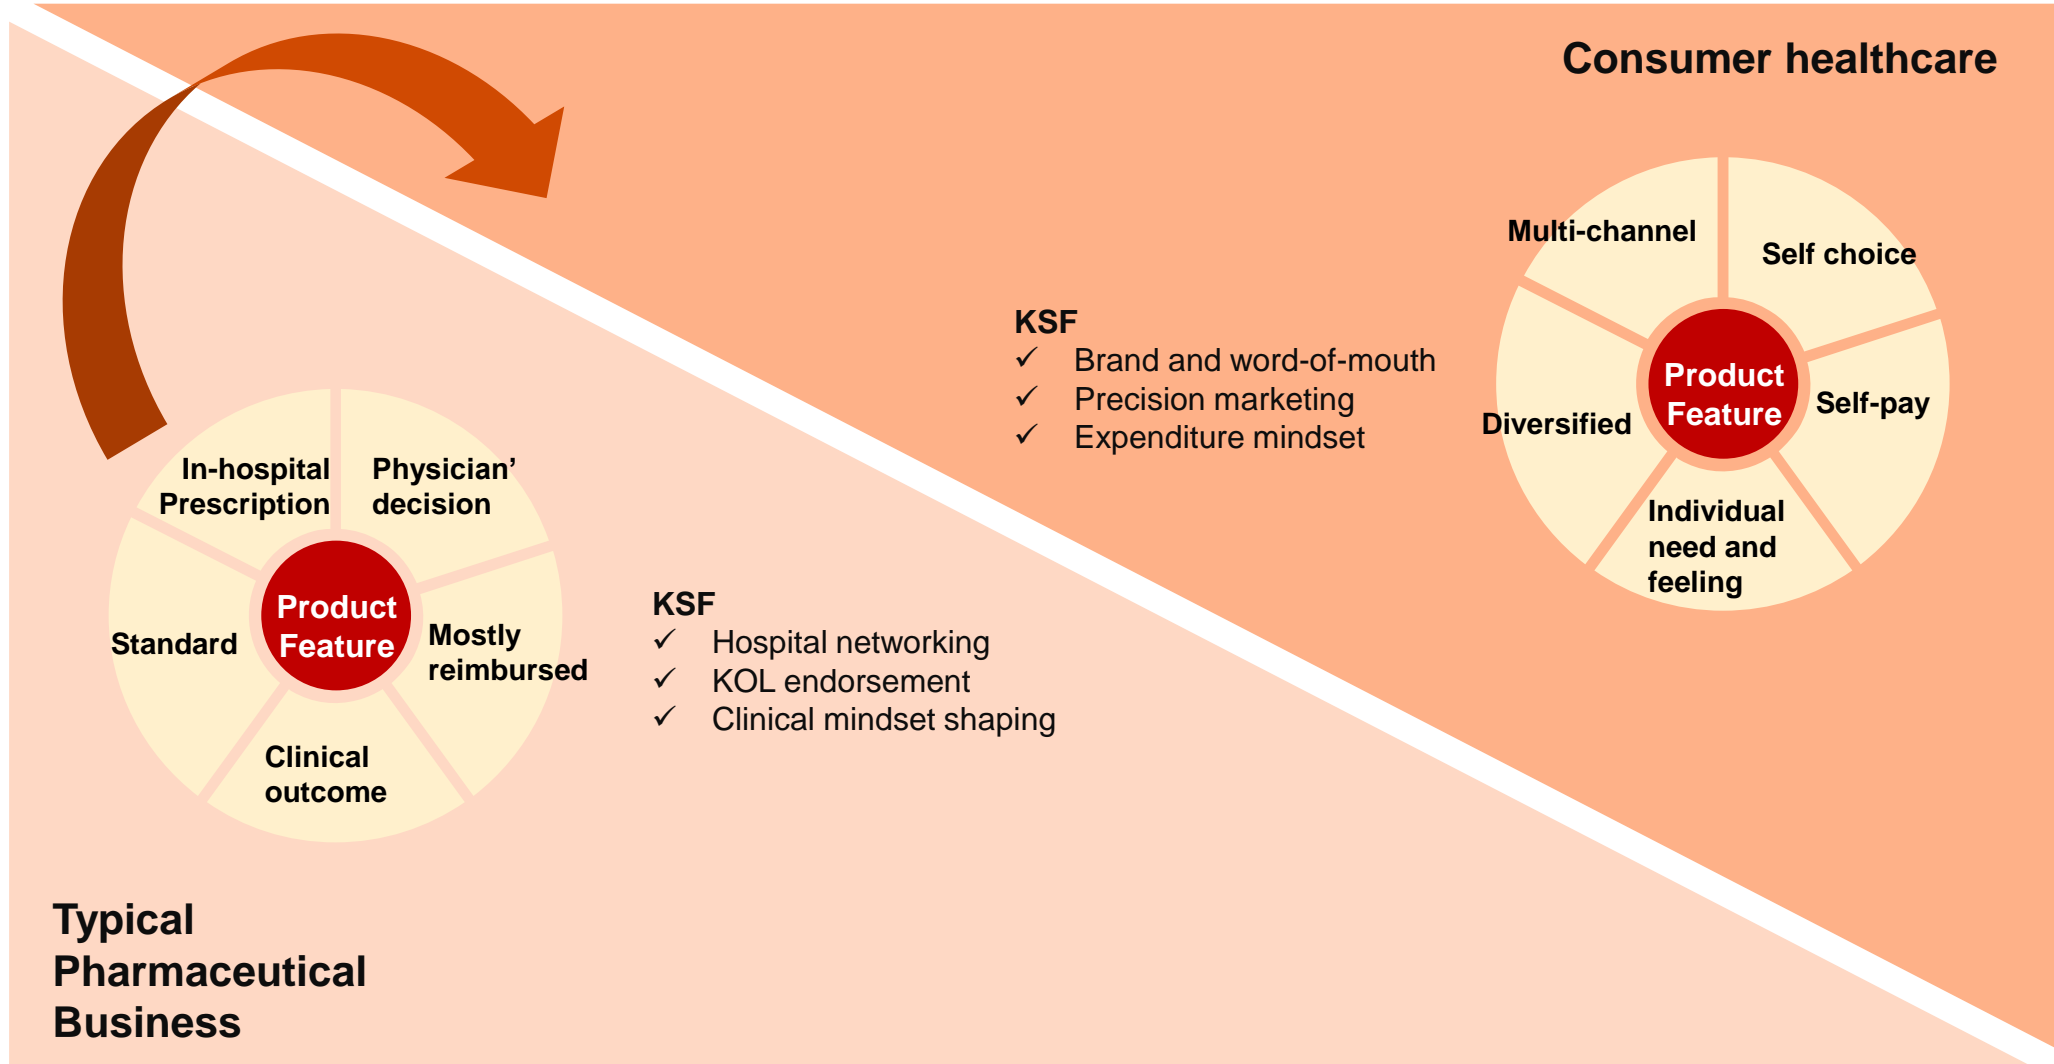 Consumer healthcare
Multi-channel
Self choice
Self-pay
Individual
need and
feeling
Diversified
Product
Feature
KSF
✓ Brand and word-of-mouth
✓ Precision marketing
✓ Expenditure mindset
In-hospital
Prescription
Physician’
decision
Mostly
reimbursed
Clinical
outcome
Standard
Product
Feature
KSF
✓ Hospital networking
✓ KOL endorsement
✓ Clinical mindset shaping
Typical
Pharmaceutical
Business